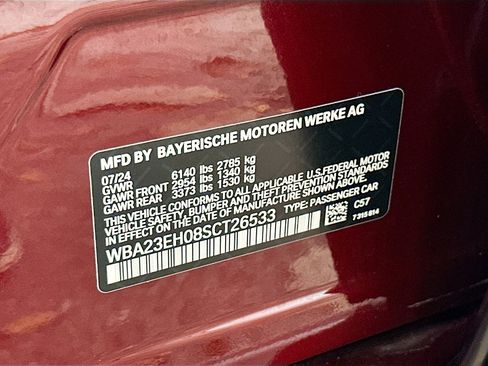 MFD BY BAYERISCHE MOTOREN WERKE AG
07/24
GVWR 6140 lbs 2785 kg
GAWR FRONT 2954 lbs 1340 kg
GAWR REAR 3373 lbs 1530 kg
THIS VEHICLE CONFORMS TO ALL APPLICABLE U.S.FEDERAL MOTOR
VEHICLE SAFETY, BUMPER AND THEFT PREVENTION STANDARDS
IN EFFECT ON THE DATE OF MANUFACTURE SHOWN ABOVE.
WBA23EH08SCT26533 TYPE: PASSENGER CAR
C57
7 315 814